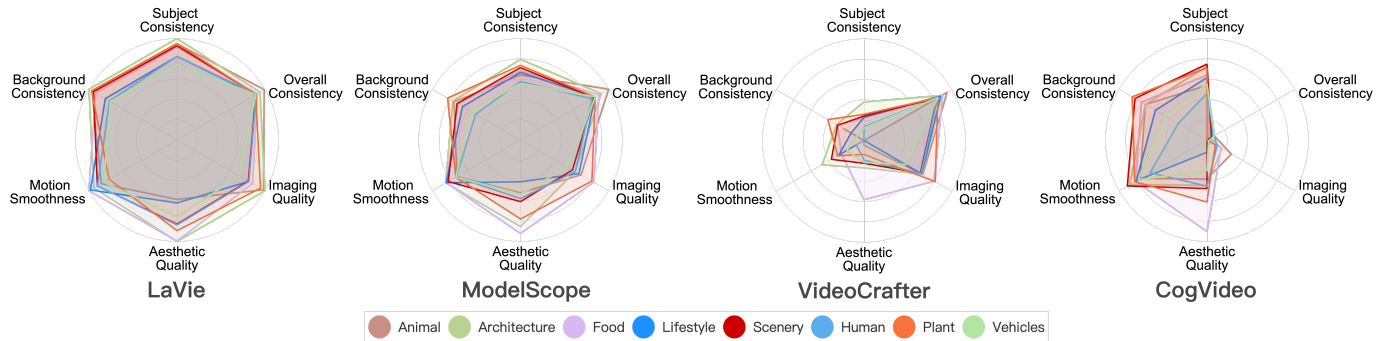 Subject
Consistency
Background
Consistency
Overall
Consistency
Motion
Smoothness
Imaging
Quality
Aesthetic
Quality
LaVie
Subject
Consistency
Background
Consistency
Overall
Consistency
Motion
Smoothness
Imaging
Quality
Aesthetic
Quality
ModelScope
Subject
Consistency
Background
Consistency
Overall
Consistency
Motion
Smoothness
Imaging
Quality
Aesthetic
Quality
VideoCrafter
Subject
Consistency
Background
Consistency
Overall
Consistency
Motion
Smoothness
Imaging
Quality
Aesthetic
Quality
CogVideo
Animal Architecture Food Lifestyle Scenery Human Plant Vehicles